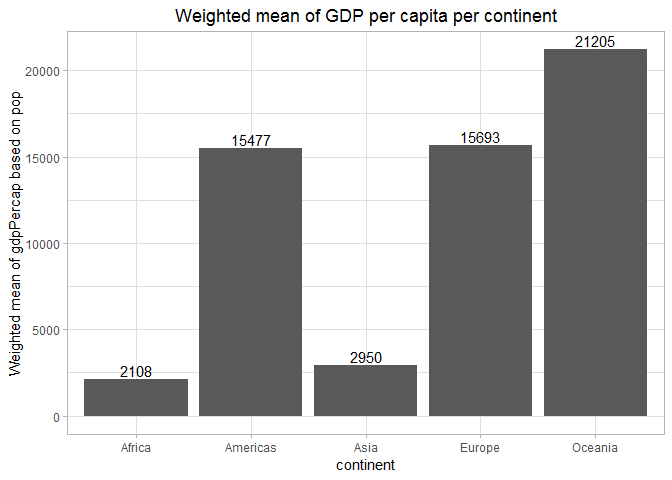 Weighted mean of GDP per capita per continent
Weighted mean of gdpPercap based on pop
20000
15000
10000
5000
0
2108
15477
2950
15693
21205
Africa
Americas
Asia
Europe
Oceania
continent